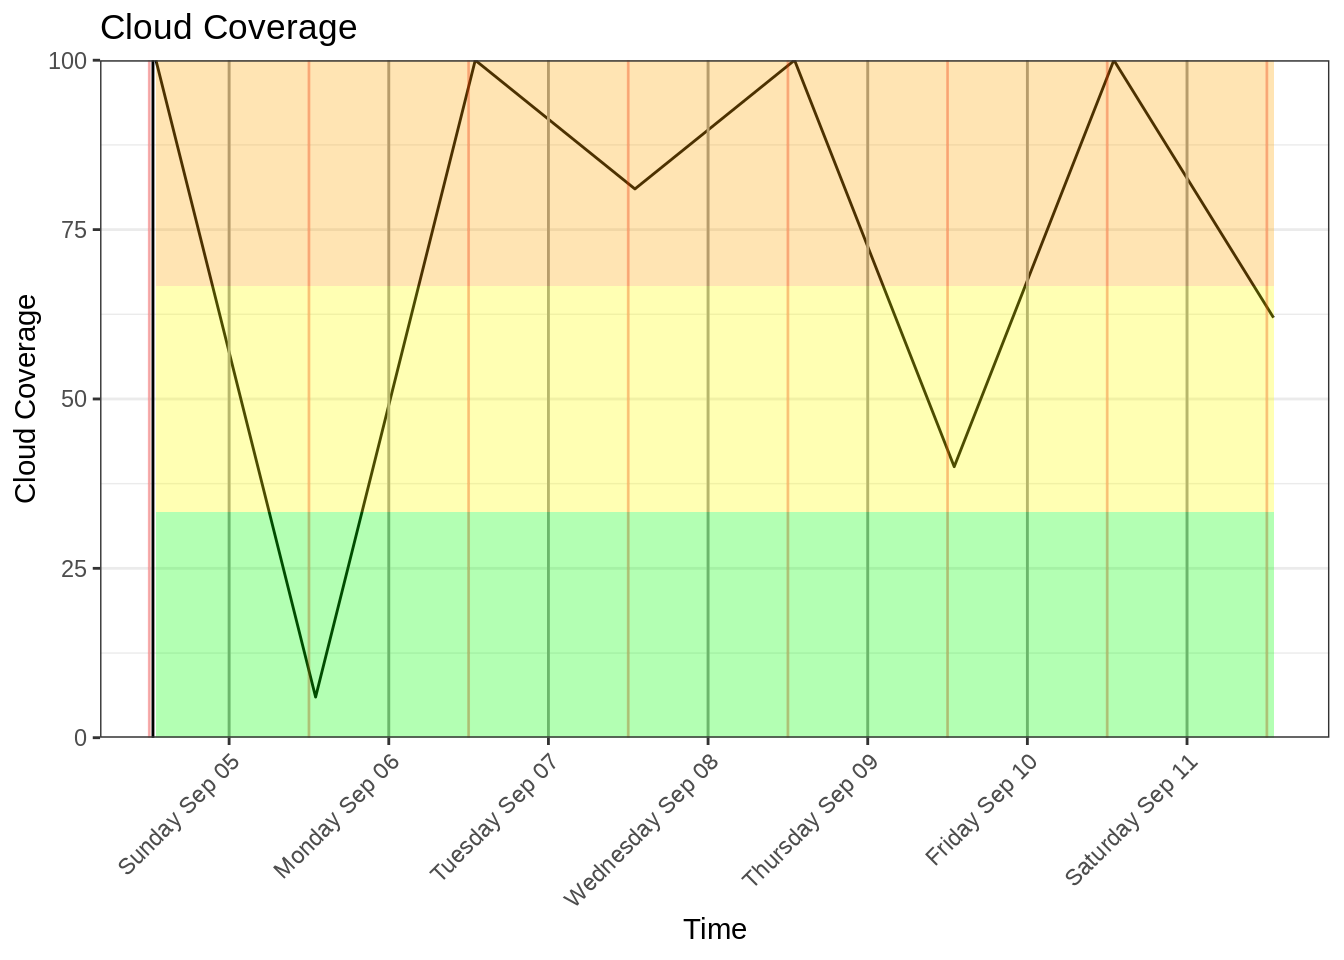 Cloud Coverage
100
75
50
25
0
Cloud Coverage
Sunday Sep 05
Monday Sep 06
Tuesday Sep 07
Wednesday Sep 08
Thursday Sep 09
Friday Sep 10
Saturday Sep 11
Time